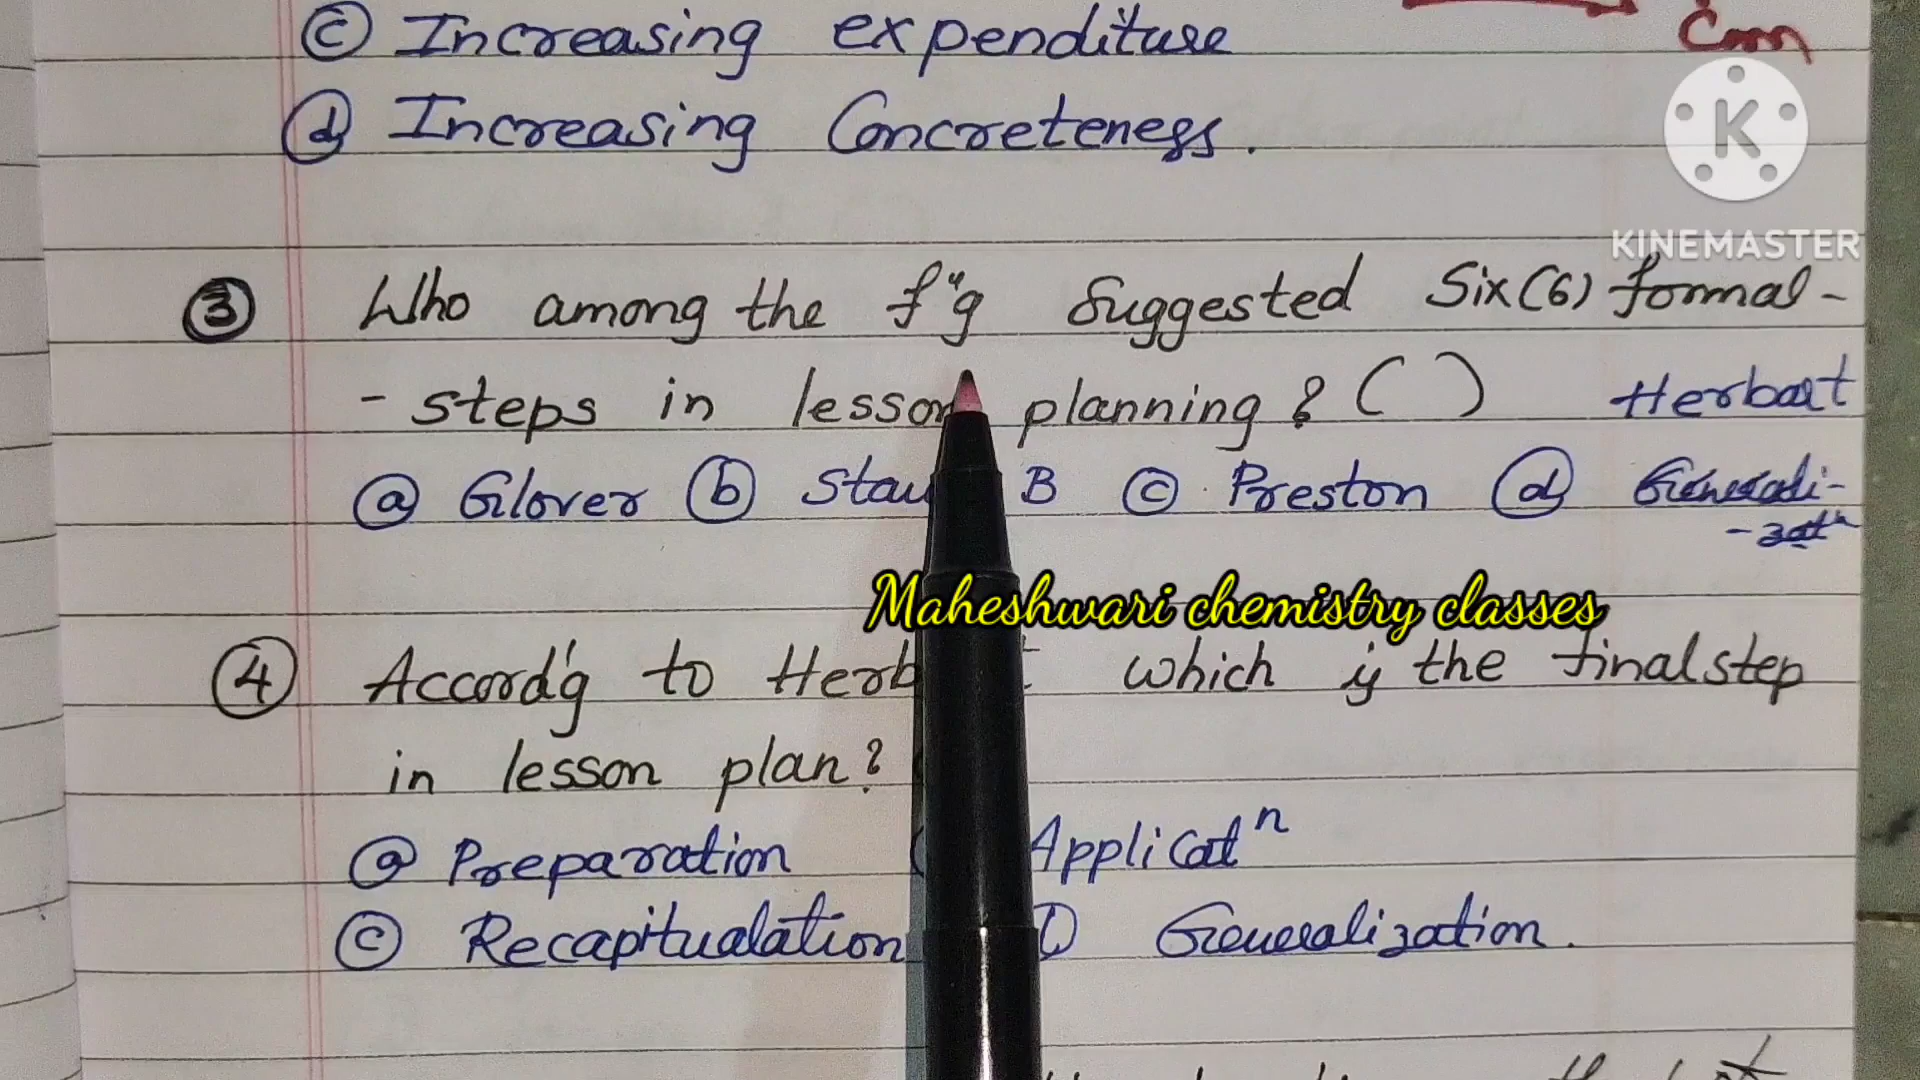 Ⓒ Increasing expenditure
Com
ⓓ Increasing Concreteness.
K
KINEMASTER
③ Who among the f"g Suggested Six(6) formal-
- steps in lesson planning? ( ) Herbart
ⓐ Glover ⓑ B ⓒ Preston ⓓ
Maheshwari chemistry classes
④ Accord'g to which is the final step
in lesson plan?
ⓐ Preparation Applicatⁿ
ⓒ Recapitualation Generalization.